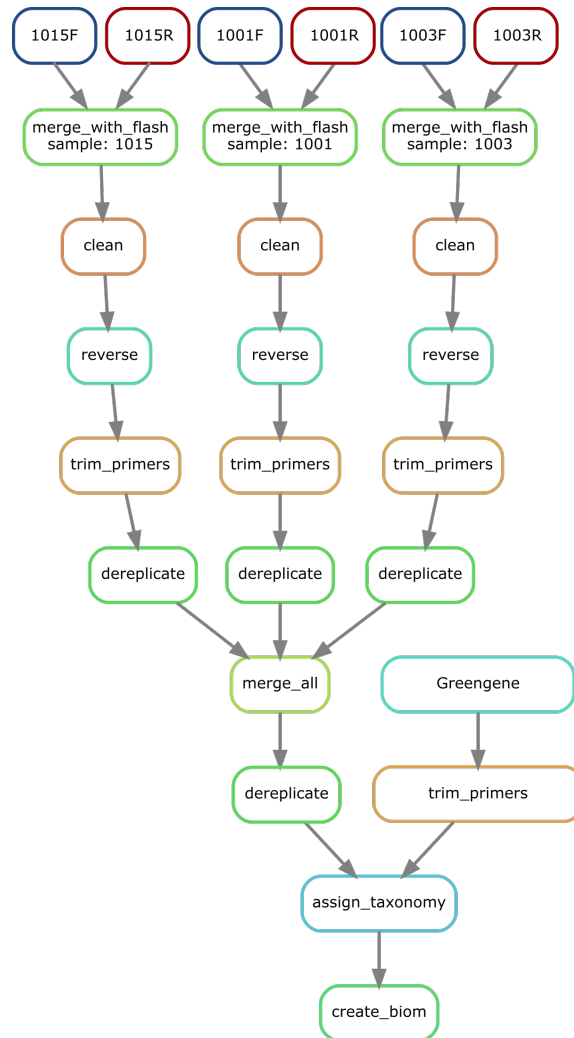 1015F
1015R
1001F
1001R
1003F
1003R
merge_with_flash
sample: 1015
merge_with_flash
sample: 1001
merge_with_flash
sample: 1003
clean
clean
clean
reverse
reverse
reverse
trim_primers
trim_primers
trim_primers
dereplicate
dereplicate
dereplicate
merge_all
Greengene
dereplicate
trim_primers
assign_taxonomy
create_biom